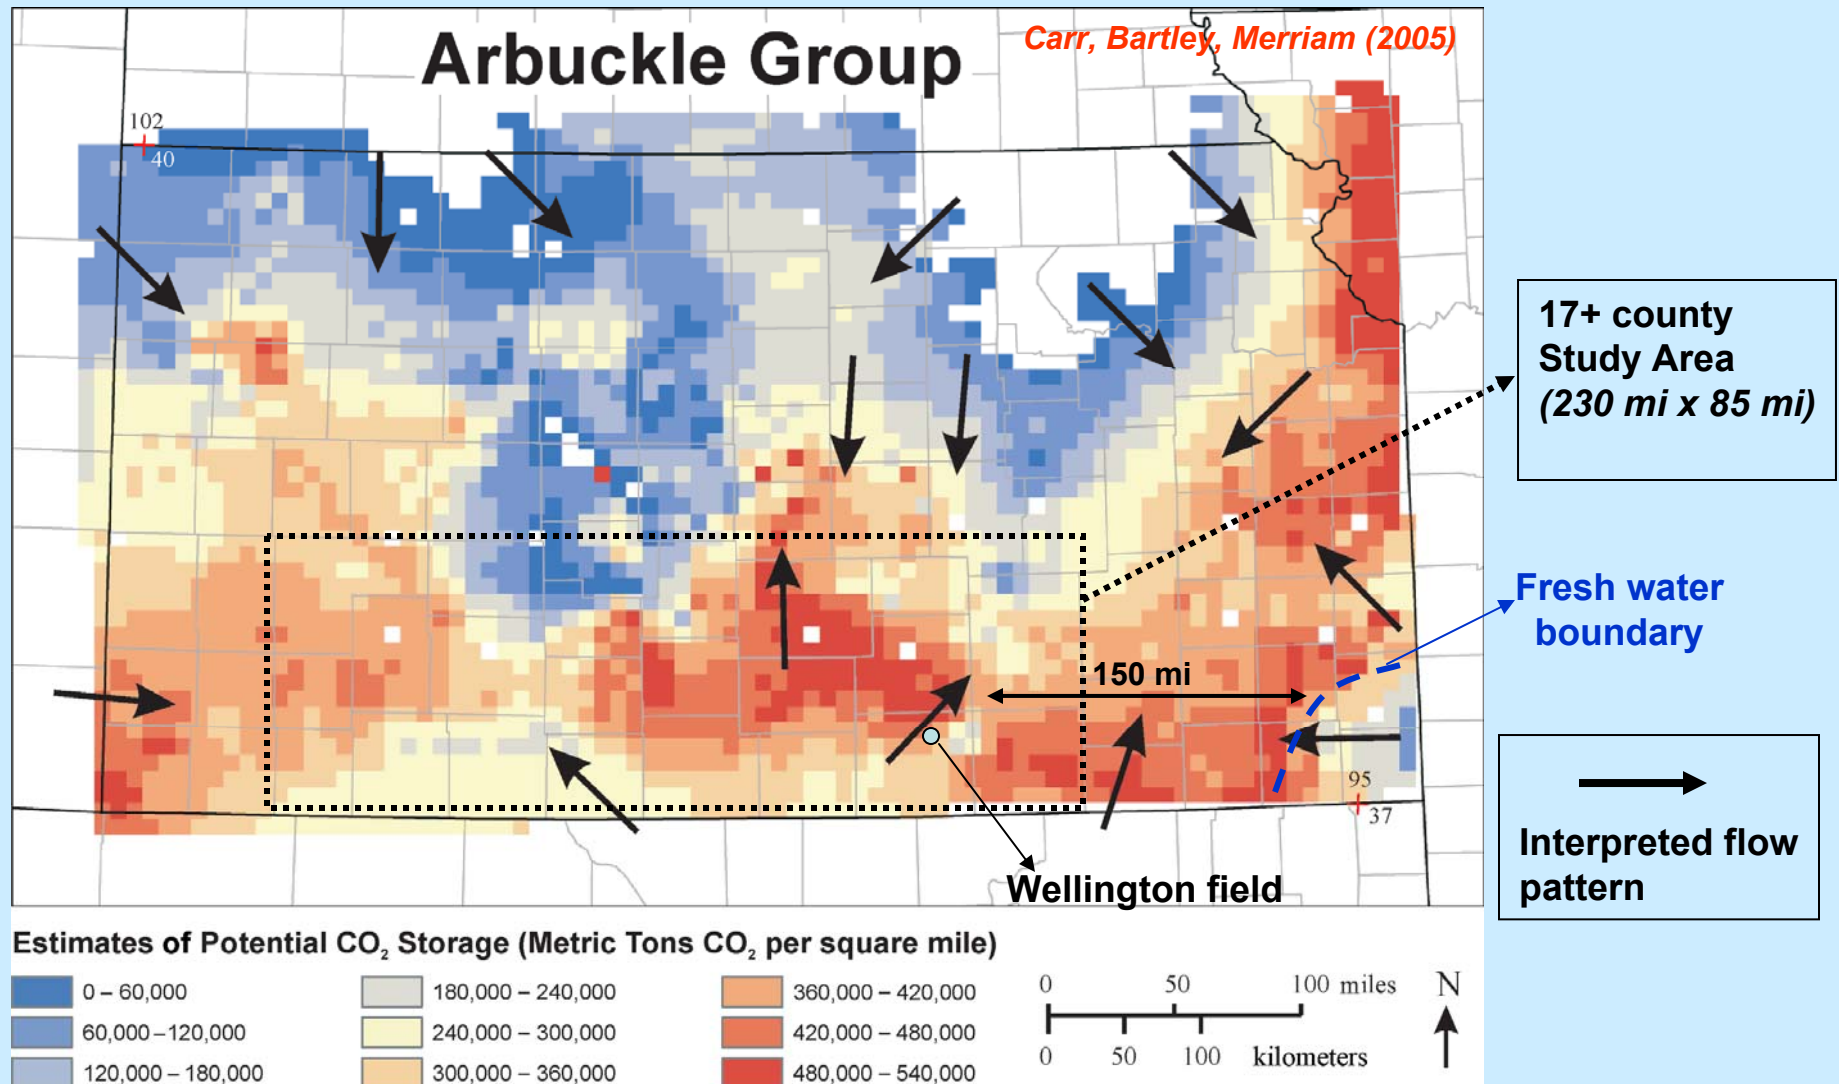 Arbuckle Group
Carr, Bartley, Merriam (2005)
102
40
17+ county
Study Area
(230 mi x 85 mi)
Fresh water
boundary
150 mi
95
37
Wellington field
Interpreted flow
pattern
Estimates of Potential CO₂ Storage (Metric Tons CO₂ per square mile)
0 – 60,000
60,000 – 120,000
120,000 – 180,000
180,000 – 240,000
240,000 – 300,000
300,000 – 360,000
360,000 – 420,000
420,000 – 480,000
480,000 – 540,000
0 50 100 miles
0 50 100 kilometers
N